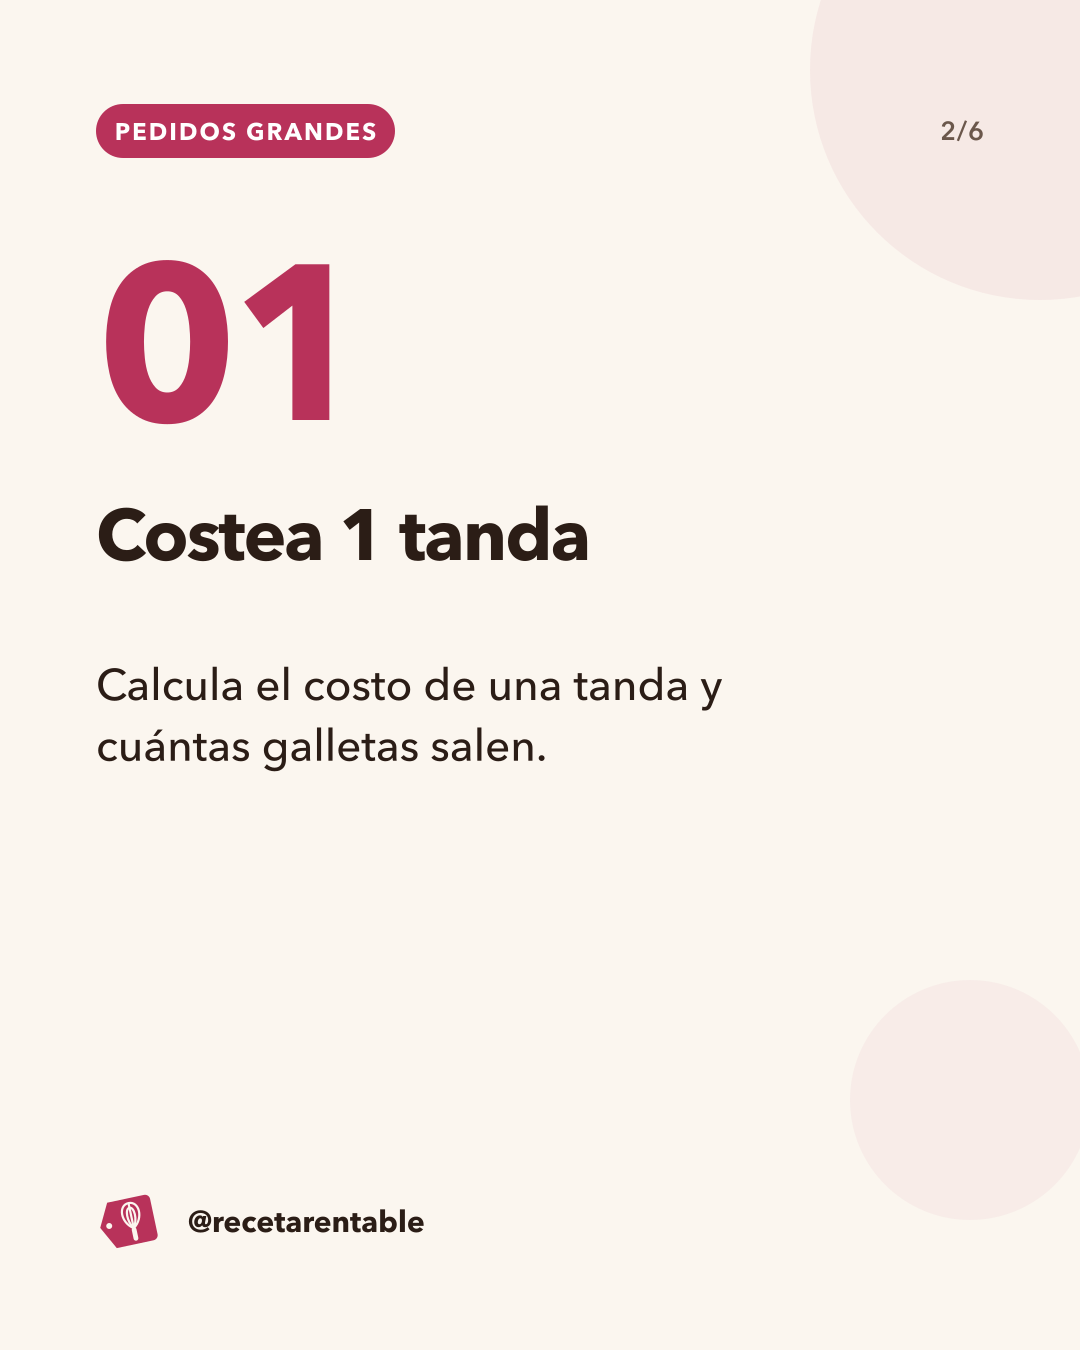 PEDIDOS GRANDES
2/6
01
Costea 1 tanda
Calcula el costo de una tanda y
cuántas galletas salen.
@recetarentable